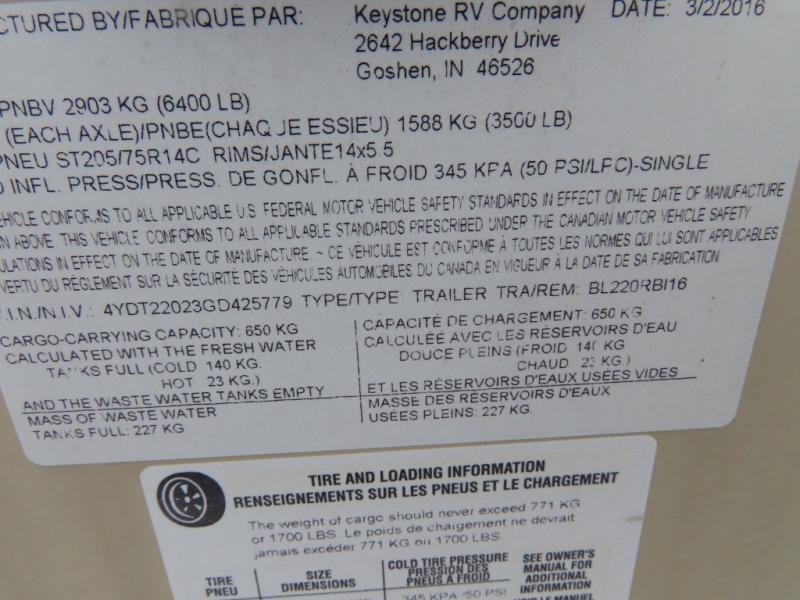 CTURED BY/FABRIQUÉ PAR: Keystone RV Company DATE: 3/2/2016
2642 Hackberry Drive
Goshen, IN 46526
PNBV 2903 KG (6400 LB)
(EACH AXLE)/PNBE(CHAQ JE ESSIEU) 1588 KG (3500 LB)
PNEU ST205/75R14C RIMS/JANTE14x5.5
INFL. PRESS/PRESS. DE GONFL. À FROID 345 KPA (50 PSI/LPC)-SINGLE
EHICLE CONFORMS TO ALL APPLICABLE U.S. FEDERAL MOTOR VEHICLE SAFETY STANDARDS IN EFFECT ON THE DATE OF MANUFACTURE
N ABOVE. THIS VEHICLE CONFORMS TO ALL APPLICABLE STANDARDS PRESCRIBED UNDER THE CANADIAN MOTOR VEHICLE SAFETY
ULATIONS IN EFFECT ON THE DATE OF MANUFACTURE. ~ CE VÉHICULE EST CONFORME À TOUTES LES NORMES QUI LUI SONT APPLICABLES
VERTU DU RÈGLEMENT SUR LA SÉCURITÉ DES VÉHICULES AUTOMOBILES DU CANADA EN VIGUEUR À LA DATE DE SA FABRICATION.
.I.N./N.I.V.: 4YDT22023GD425779 TYPE/TYPE TRAILER TRA/REM: BL220RBI16
CARGO-CARRYING CAPACITY: 650 KG
CALCULATED WITH THE FRESH WATER
TANKS FULL (COLD 140 KG.
HOT 23 KG.)
AND THE WASTE WATER TANKS EMPTY
MASS OF WASTE WATER
TANKS FULL: 227 KG
CAPACITÉ DE CHARGEMENT: 650 KG
CALCULÉE AVEC LES RÉSERVOIRS D'EAU
DOUCE PLEINS (FROID 140 KG
CHAUD 23 KG.)
ET LES RÉSERVOIRS D'EAUX USÉES VIDES
MASSE DES RÉSERVOIRS D'EAUX
USÉES PLEINS: 227 KG.
TIRE AND LOADING INFORMATION
RENSEIGNEMENTS SUR LES PNEUS ET LE CHARGEMENT
The weight of cargo should never exceed 771 KG
or 1700 LBS. Le poids de chargement ne devrait
jamais excéder 771 KG ou 1700 LBS.
TIRE
PNEU
SIZE
DIMENSIONS
COLD TIRE PRESSURE
PRESSION DES
PNEUS A FROID
345 KPA /50 PSI
SEE OWNER'S
MANUAL FOR
ADDITIONAL
INFORMATION
VOIR LE MANUEL